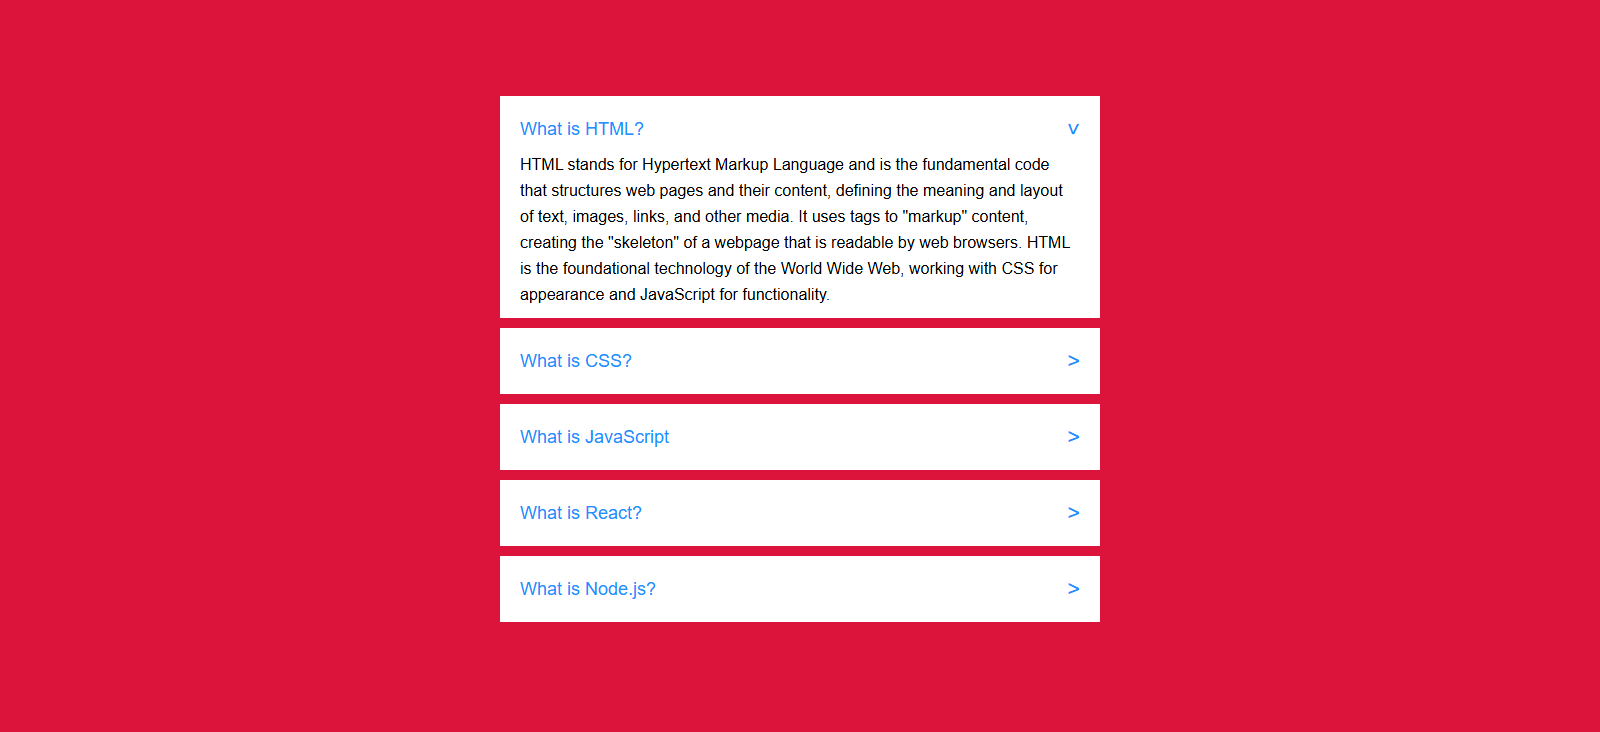 What is HTML? >
HTML stands for Hypertext Markup Language and is the fundamental code
that structures web pages and their content, defining the meaning and layout
of text, images, links, and other media. It uses tags to "markup" content,
creating the "skeleton" of a webpage that is readable by web browsers. HTML
is the foundational technology of the World Wide Web, working with CSS for
appearance and JavaScript for functionality.
What is CSS? >
What is JavaScript >
What is React? >
What is Node.js? >